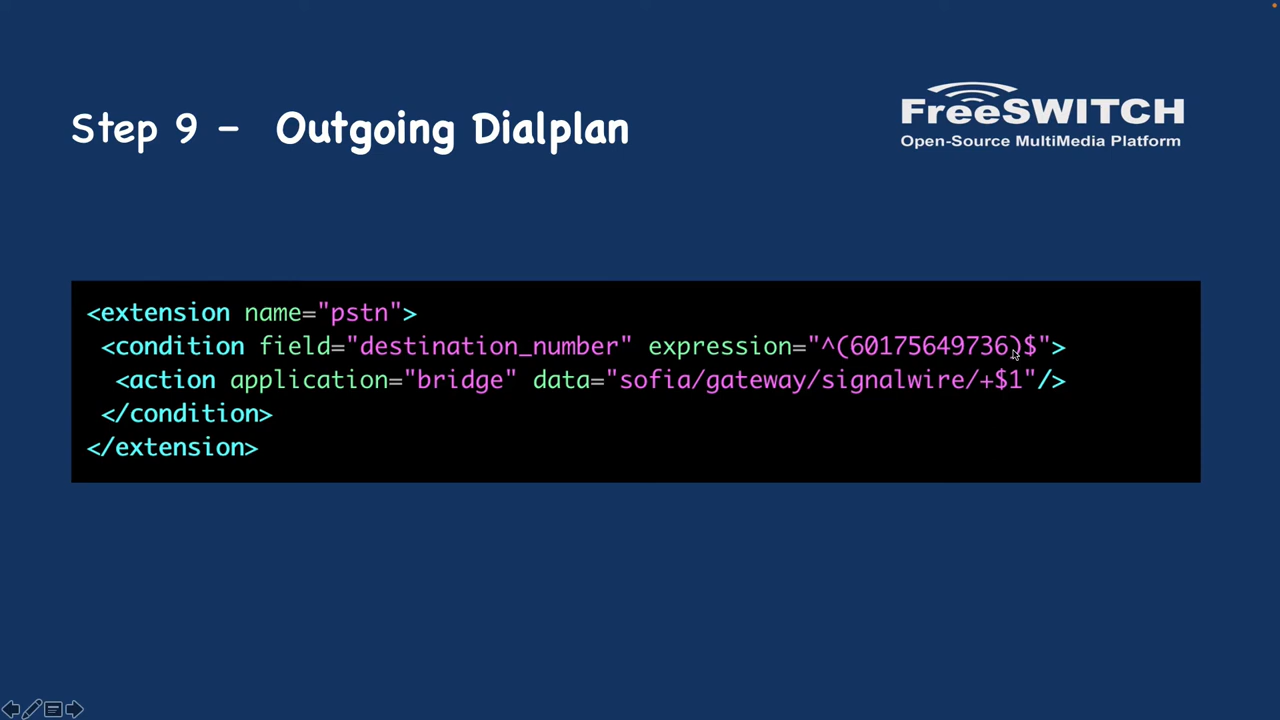 Step 9 - Outgoing Dialplan
FreeSWITCH
Open-Source MultiMedia Platform
<extension name="pstn">
<condition field="destination_number" expression="^(60175649736)$">
<action application="bridge" data="sofia/gateway/signalwire/+$1"/>
</condition>
</extension>